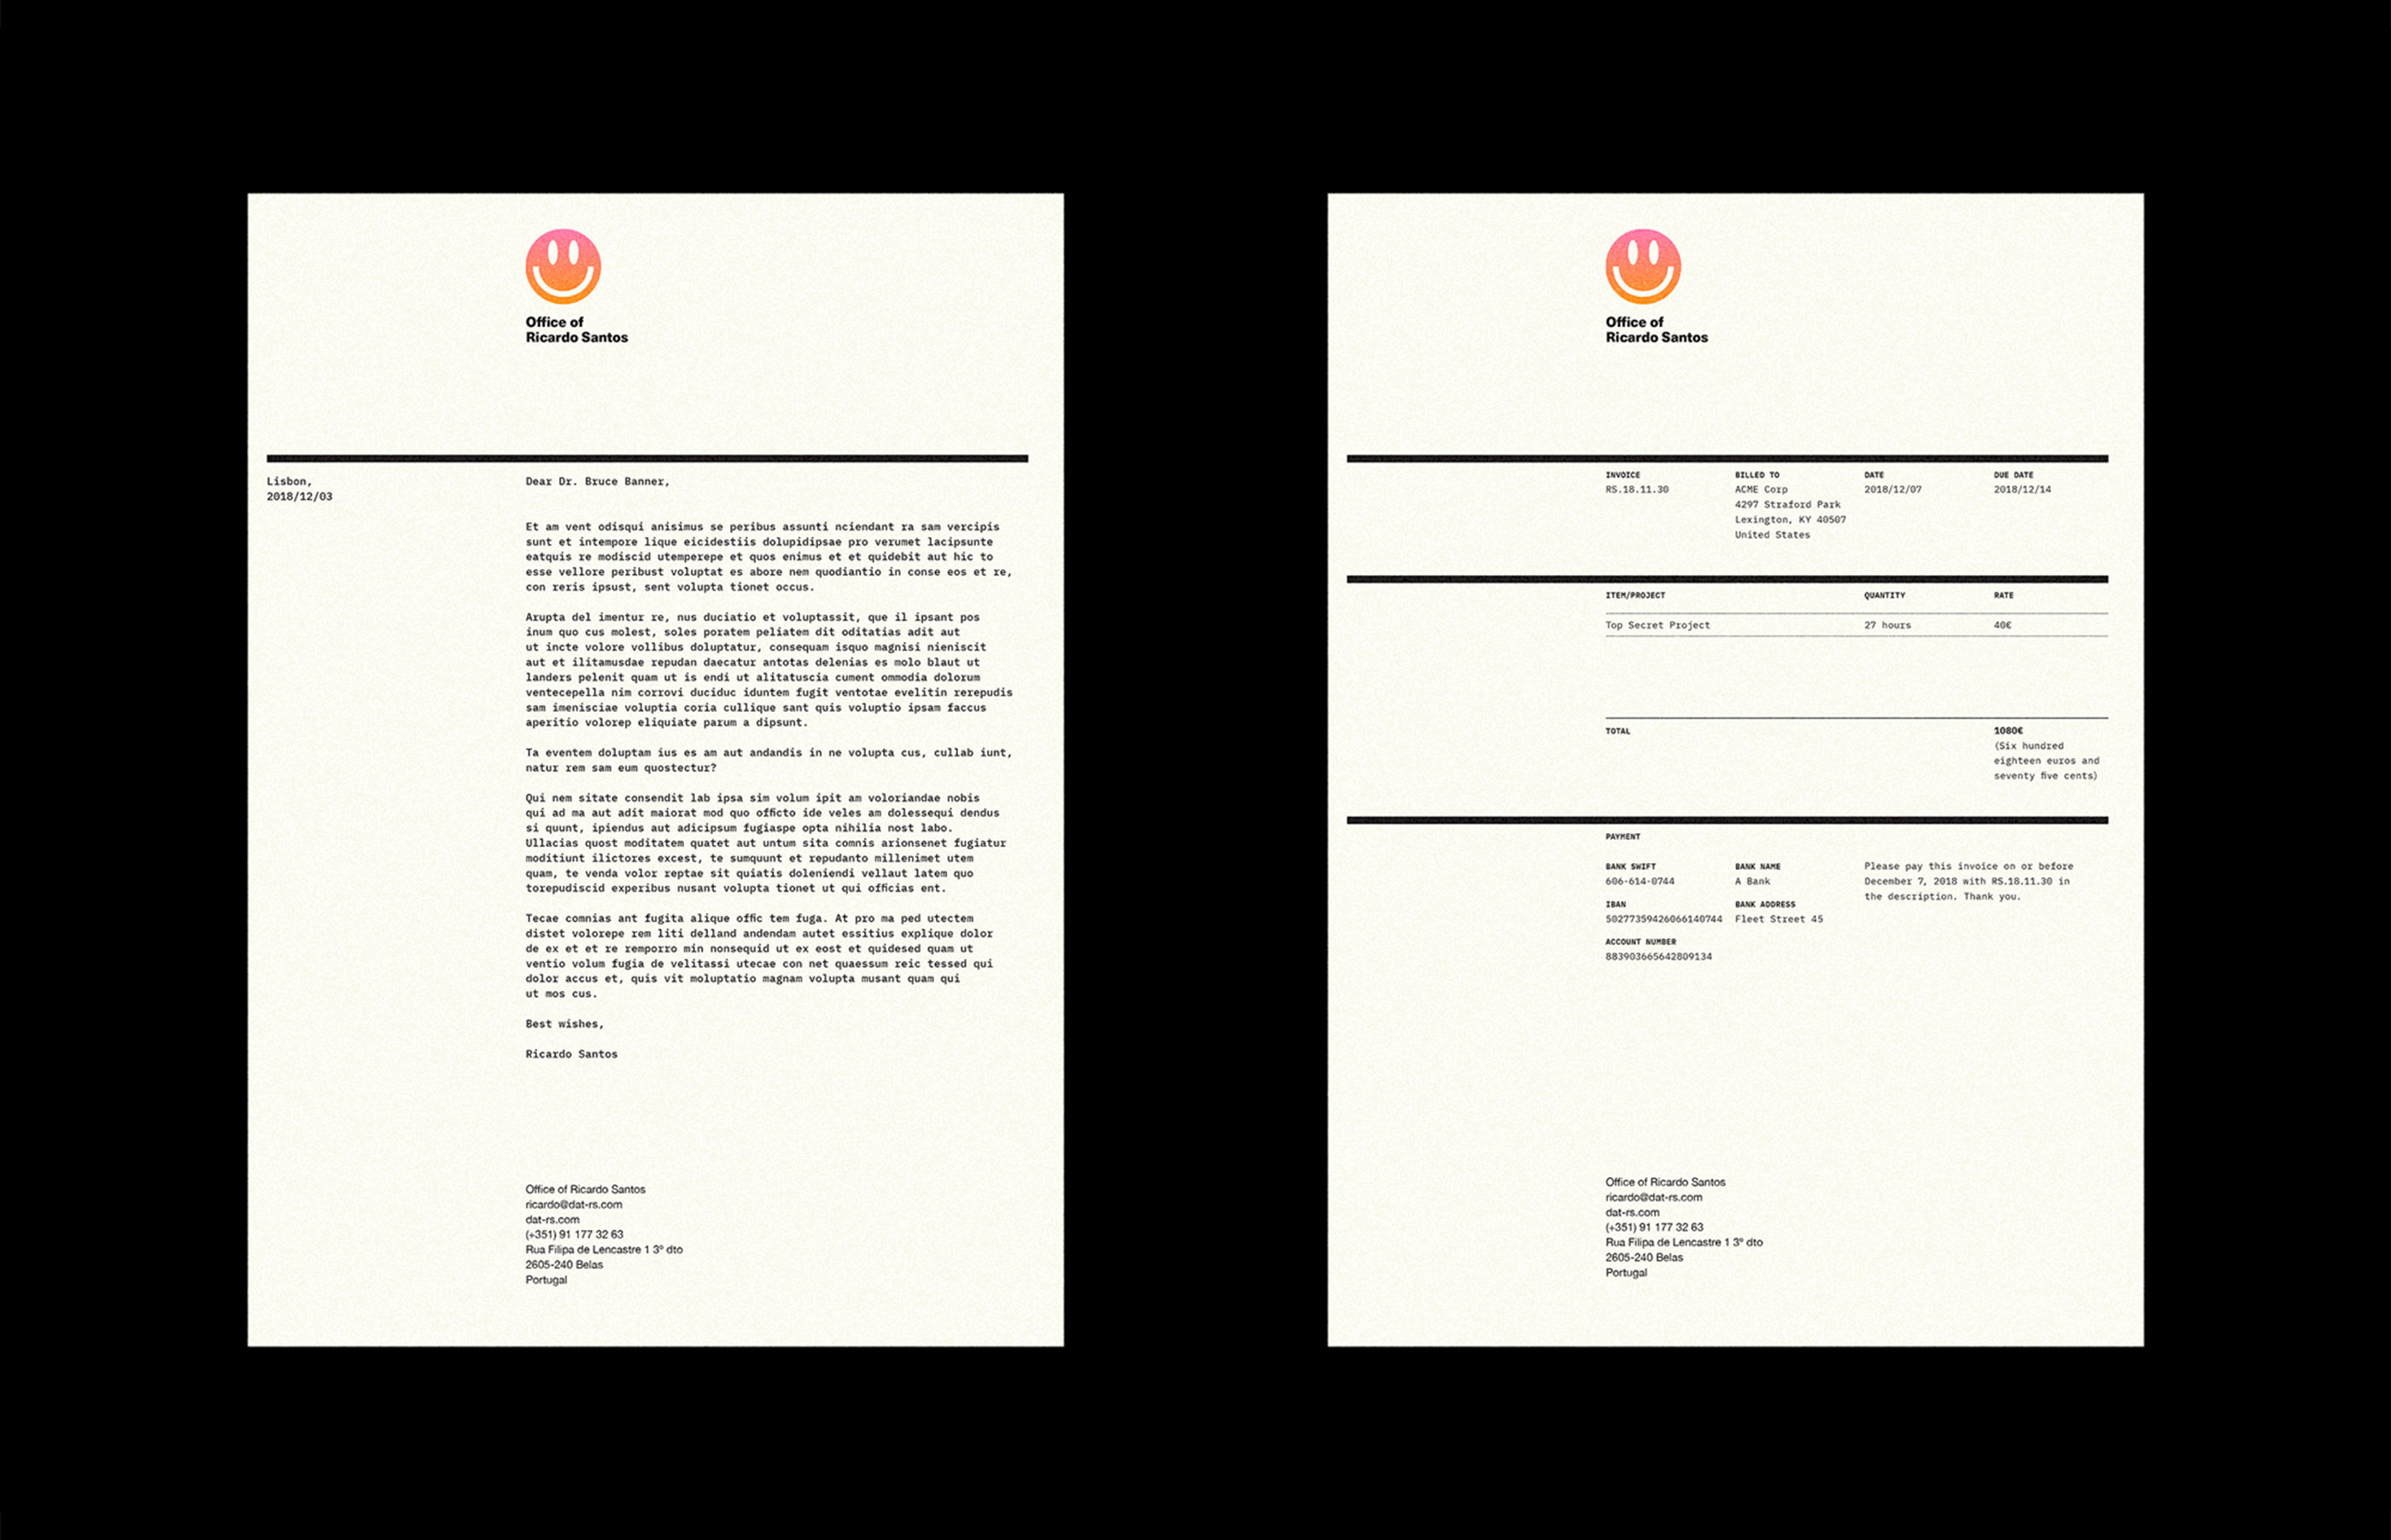 Office of
Ricardo Santos
Lisbon,
2018/12/03
Dear Dr. Bruce Banner,
Et am vent odisqui anisimus se peribus assunti nciendant ra sam vercipis
sunt et intempore lique eicidestiis dolupidipsae pro verumet lacipsunte
eatquis re modiscid utemperepe et quos enimus et et quidebit aut hic to
esse vellore peribust voluptat es abore nem quodiantio in conse eos et re,
con reris ipsust, sent volupta tionet occus.
Arupta del imentur re, nus duciatio et voluptassit, que il ipsant pos
inum quo cus molest, soles poratem peliatem dit oditatias adit aut
ut incte volore vollibus doluptatur, consequam isquo magnisi nieniscit
aut et ilitamusdae repudan daecatur antotas delenias es molo blaut ut
landers pelenit quam ut is endi ut alitatuscia cument ommodia dolorum
ventecepella nim corrovi duciduc iduntem fugit ventotae evelitin rerepudis
sam imenisciae voluptia coria cullique sant quis voluptio ipsam faccus
aperitio volorep eliquiate parum a dipsunt.
Ta eventem doluptam ius es am aut andandis in ne volupta cus, cullab iunt,
natur rem sam eum quostectur?
Qui nem sitate consendit lab ipsa sim volum ipit am voloriandae nobis
qui ad ma aut adit maiorat mod quo officto ide veles am dolessequi dendus
si quunt, ipiendus aut adicipsum fugiaspe opta nihilia nost labo.
Ullacias quost moditatem quatet aut untum sita comnis arionsenet fugiatur
moditiunt ilictores excest, te sumquunt et repudanto millenimet utem
quam, te venda volor reptae sit quiatis doleniendi vellaut latem quo
torepudiscid experibus nusant volupta tionet ut qui officias ent.
Tecae comnias ant fugita alique offic tem fuga. At pro ma ped utectem
distet volorepe rem liti delland andendam autet essitius explique dolor
de ex et et re remporro min nonsequid ut ex eost et quidesed quam ut
ventio volum fugia de velitassi utecae con net quaessum reic tessed qui
dolor accus et, quis vit moluptatio magnam volupta musant quam qui
ut mos cus.
Best wishes,
Ricardo Santos
Office of Ricardo Santos
ricardo@dat-rs.com
dat-rs.com
(+351) 91 177 32 63
Rua Filipa de Lencastre 1 3º dto
2605-240 Belas
Portugal
Office of
Ricardo Santos
INVOICE BILLED TO DATE DUE DATE
RS.18.11.30 ACME Corp 2018/12/07 2018/12/14
4297 Straford Park
Lexington, KY 40507
United States
ITEM/PROJECT QUANTITY RATE
Top Secret Project 27 hours 40€
TOTAL 1080€
(Six hundred
eighteen euros and
seventy five cents)
PAYMENT
BANK SWIFT BANK NAME
606-614-0744 A Bank
IBAN BANK ADDRESS
50277359426066140744 Fleet Street 45
ACCOUNT NUMBER
883903665642809134
Please pay this invoice on or before
December 7, 2018 with RS.18.11.30 in
the description. Thank you.
Office of Ricardo Santos
ricardo@dat-rs.com
dat-rs.com
(+351) 91 177 32 63
Rua Filipa de Lencastre 1 3º dto
2605-240 Belas
Portugal